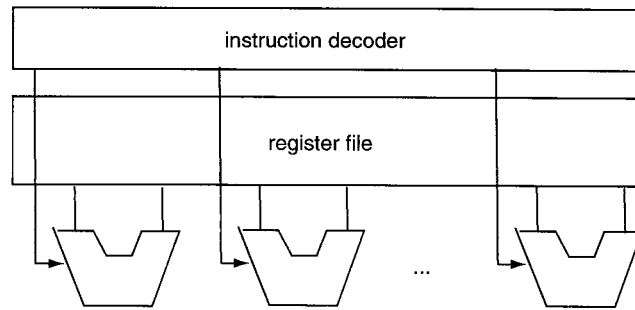 instruction decoder
register file
...